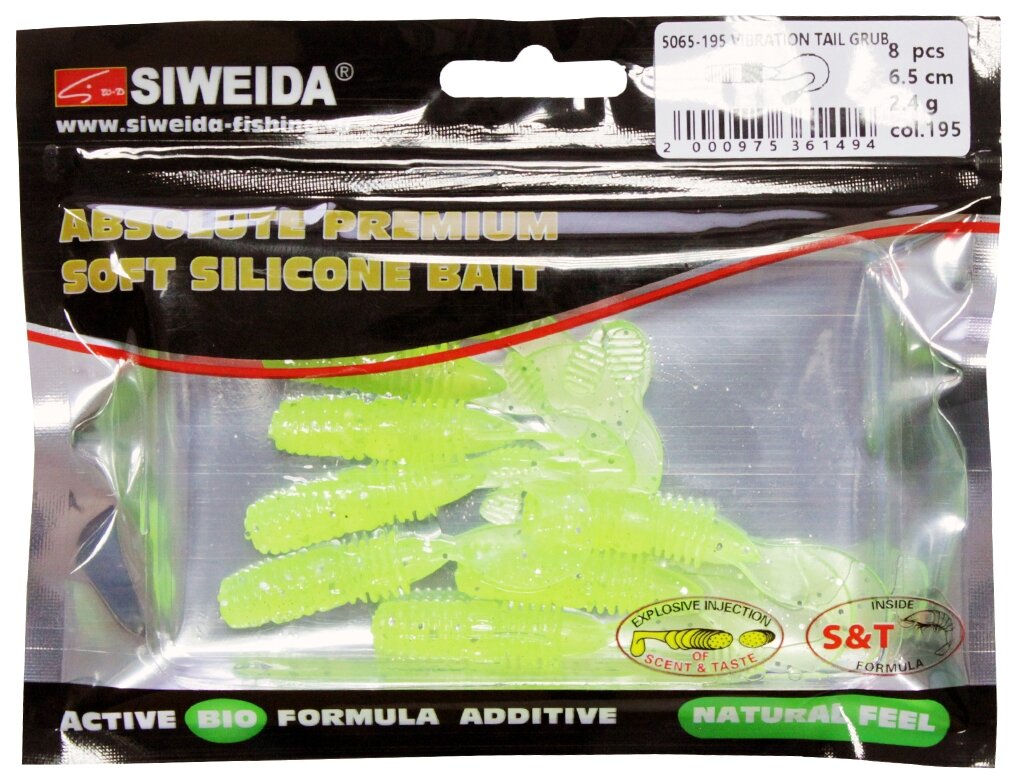 5065-195 VIBRATION TAIL GRUB
8 pcs
6.5 cm
2.4 g
col.195
2 000975 361494
SIWEIDA®
www.siweida-fishing
ABSOLUTE PREMIUM
SOFT SILICONE BAIT
EXPLOSIVE INJECTION
OF
SCENT & TASTE
INSIDE
S&T
FORMULA
ACTIVE BIO FORMULA ADDITIVE
NATURAL FEEL